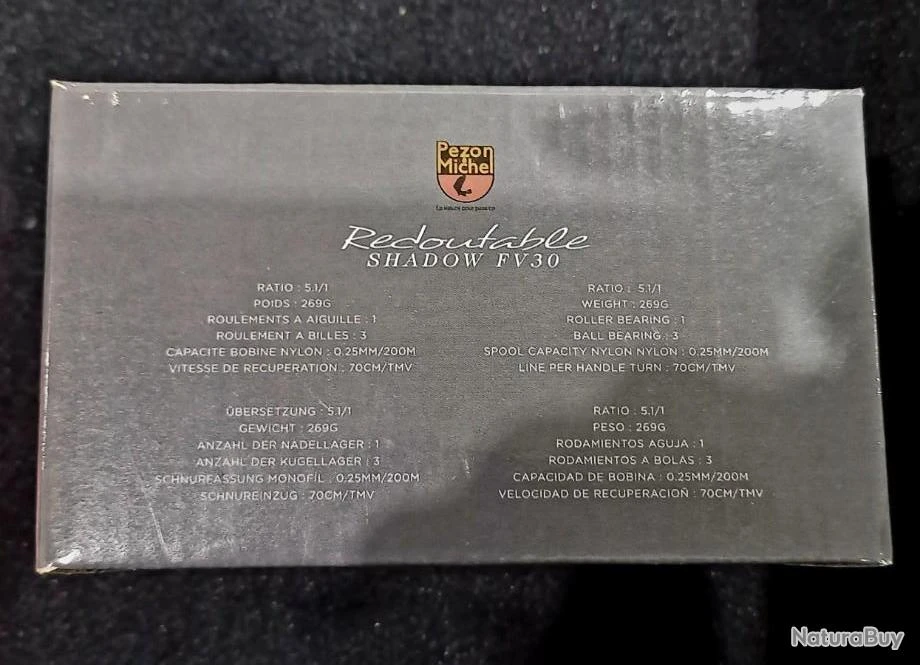 Pezon
& Michel
Redoutable
SHADOW FV30
RATIO : 5.1/1
POIDS : 269G
ROULEMENTS A AIGUILLE : 1
ROULEMENT A BILLES : 3
CAPACITE BOBINE NYLON : 0.25MM/200M
VITESSE DE RECUPERATION : 70CM/TMV
RATIO : 5.1/1
WEIGHT : 269G
ROLLER BEARING : 1
BALL BEARING : 3
SPOOL CAPACITY NYLON NYLON : 0.25MM/200M
LINE PER HANDLE TURN : 70CM/TMV
ÜBERSETZUNG : 5.1/1
GEWICHT : 269G
ANZAHL DER NADELLAGER : 1
ANZAHL DER KUGELLAGER : 3
SCHNURFASSUNG MONOFIL : 0.25MM/200M
SCHNUREINZUG : 70CM/TMV
RATIO : 5.1/1
PESO : 269G
RODAMIENTOS AGUJA : 1
RODAMIENTOS A BOLAS : 3
CAPACIDAD DE BOBINA : 0.25MM/200M
VELOCIDAD DE RECUPERACIOÑ : 70CM/TMV
NaturaBuy